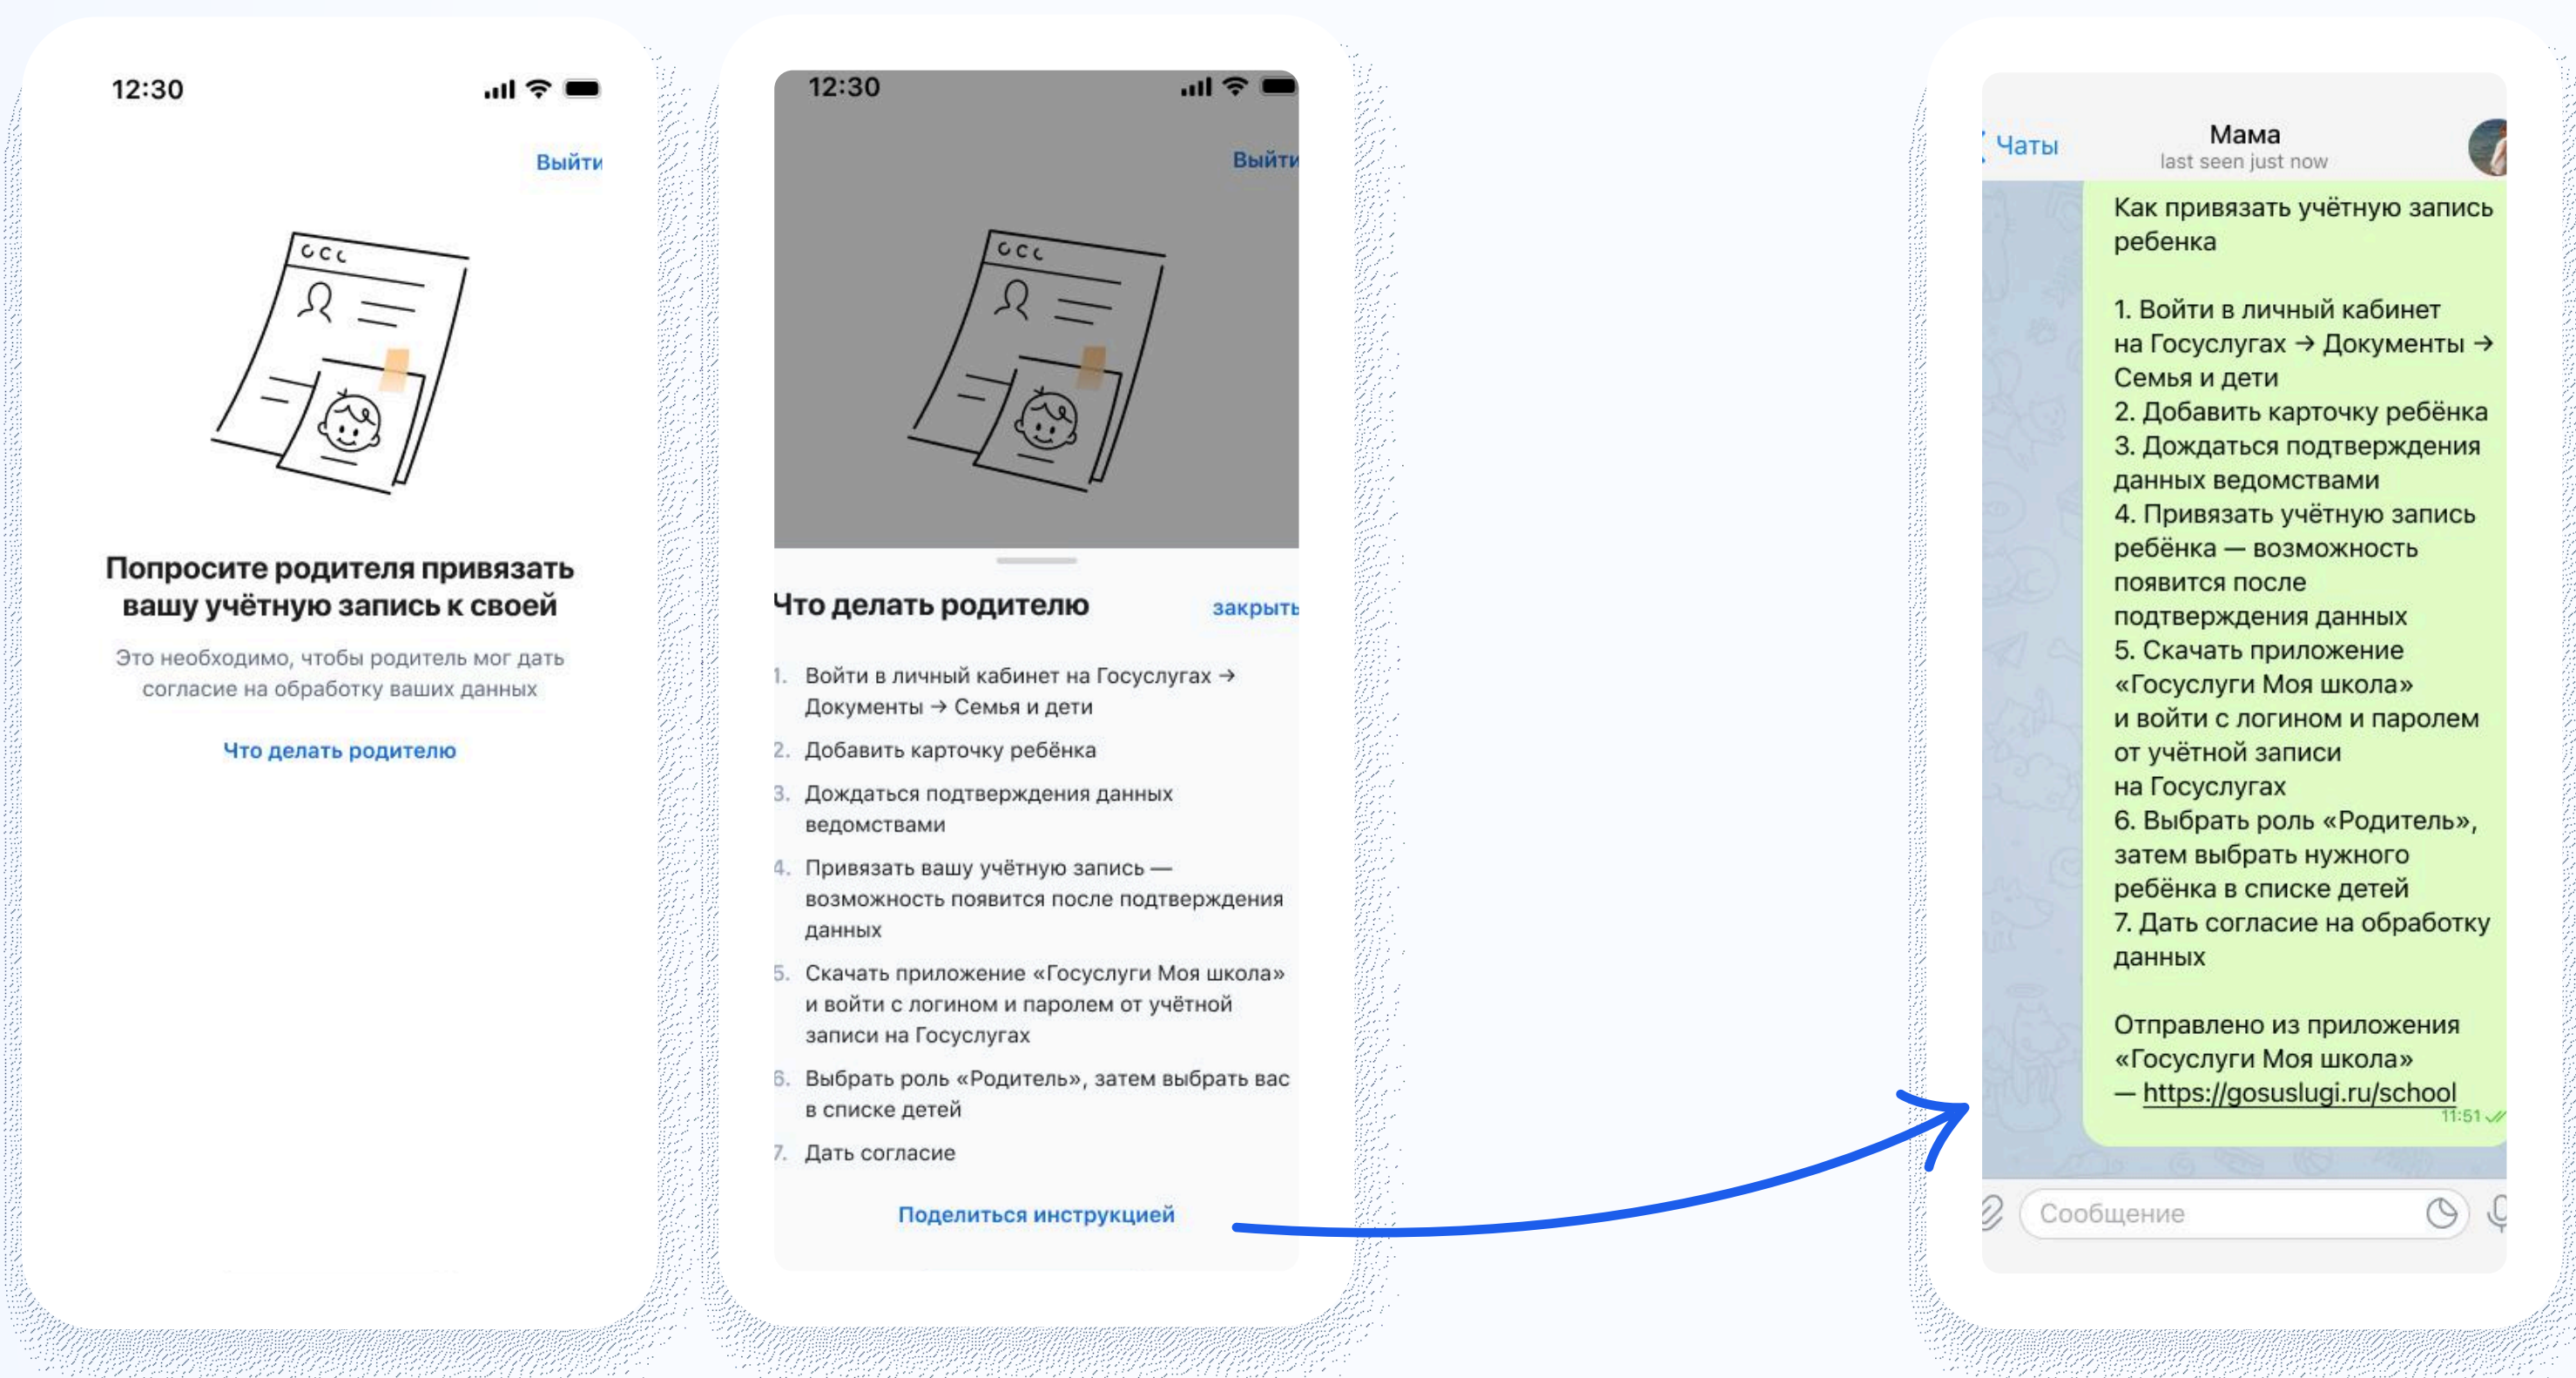 12:30
Выйти
Попросите родителя привязать
вашу учётную запись к своей
Это необходимо, чтобы родитель мог дать
согласие на обработку ваших данных
Что делать родителю
12:30
Выйти
Что делать родителю
закрыть
1. Войти в личный кабинет на Госуслугах →
Документы → Семья и дети
2. Добавить карточку ребёнка
3. Дождаться подтверждения данных
ведомствами
4. Привязать вашу учётную запись —
возможность появится после подтверждения
данных
5. Скачать приложение «Госуслуги Моя школа»
и войти с логином и паролем от учётной
записи на Госуслугах
6. Выбрать роль «Родитель», затем выбрать вас
в списке детей
7. Дать согласие
Поделиться инструкцией
Чаты
Мама
last seen just now
Как привязать учётную запись
ребенка
1. Войти в личный кабинет
на Госуслугах → Документы →
Семья и дети
2. Добавить карточку ребёнка
3. Дождаться подтверждения
данных ведомствами
4. Привязать учётную запись
ребёнка — возможность
появится после
подтверждения данных
5. Скачать приложение
«Госуслуги Моя школа»
и войти с логином и паролем
от учётной записи
на Госуслугах
6. Выбрать роль «Родитель»,
затем выбрать нужного
ребёнка в списке детей
7. Дать согласие на обработку
данных
Отправлено из приложения
«Госуслуги Моя школа»
— https://gosuslugi.ru/school
11:51
Сообщение